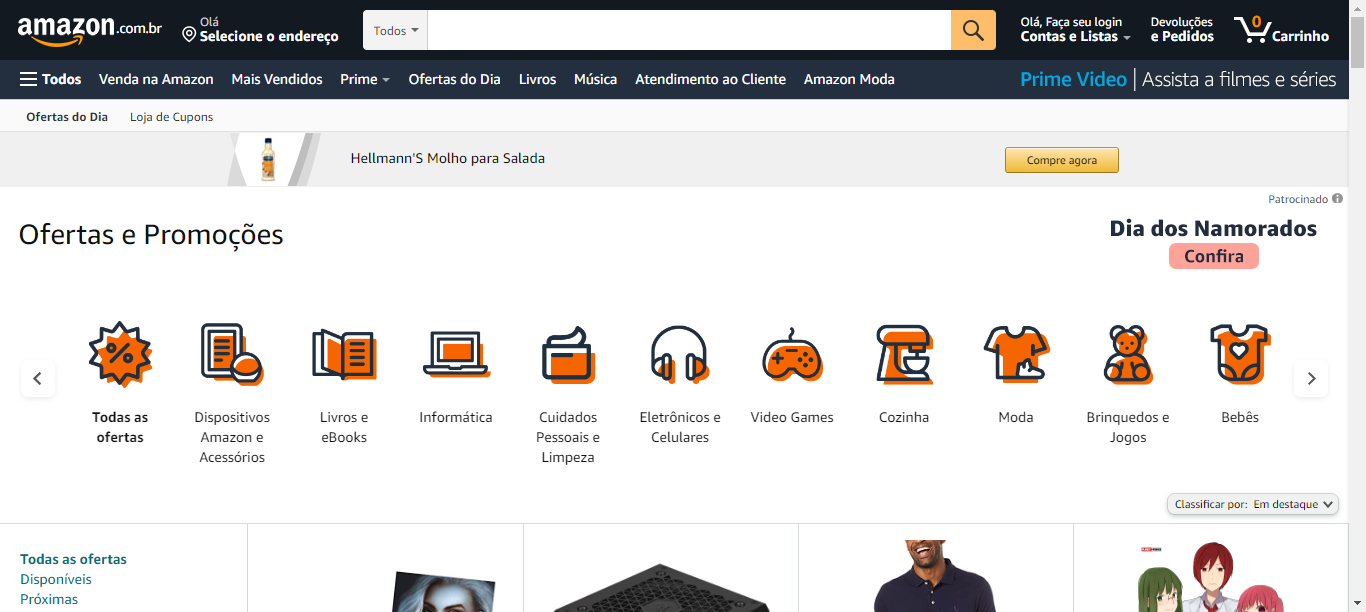 amazon.com.br
Olá
Selecione o endereço
Todos
Olá, Faça seu login
Contas e Listas
Devoluções
e Pedidos
0
Carrinho
Todos
Venda na Amazon
Mais Vendidos
Prime
Ofertas do Dia
Livros
Música
Atendimento ao Cliente
Amazon Moda
Prime Video
Assista a filmes e séries
Ofertas do Dia
Loja de Cupons
Hellmann'S Molho para Salada
Compre agora
Patrocinado
Ofertas e Promoções
Dia dos Namorados
Confira
Todas as
ofertas
Dispositivos
Amazon e
Acessórios
Livros e
eBooks
Informática
Cuidados
Pessoais e
Limpeza
Eletrônicos e
Celulares
Video Games
Cozinha
Moda
Brinquedos e
Jogos
Bebês
Classificar por: Em destaque
Todas as ofertas
Disponíveis
Próximas